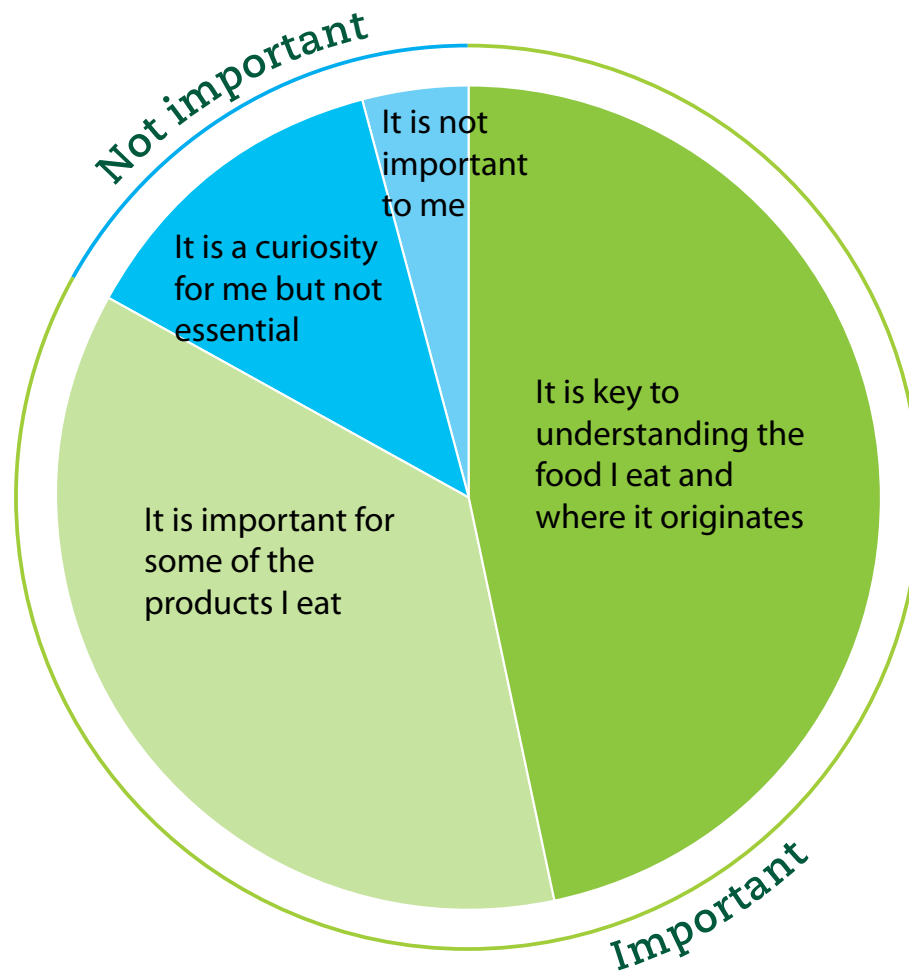 Not important
It is not
important
to me
It is a curiosity
for me but not
essential
It is key to
understanding the
food I eat and
where it originates
It is important for
some of the
products I eat
Important